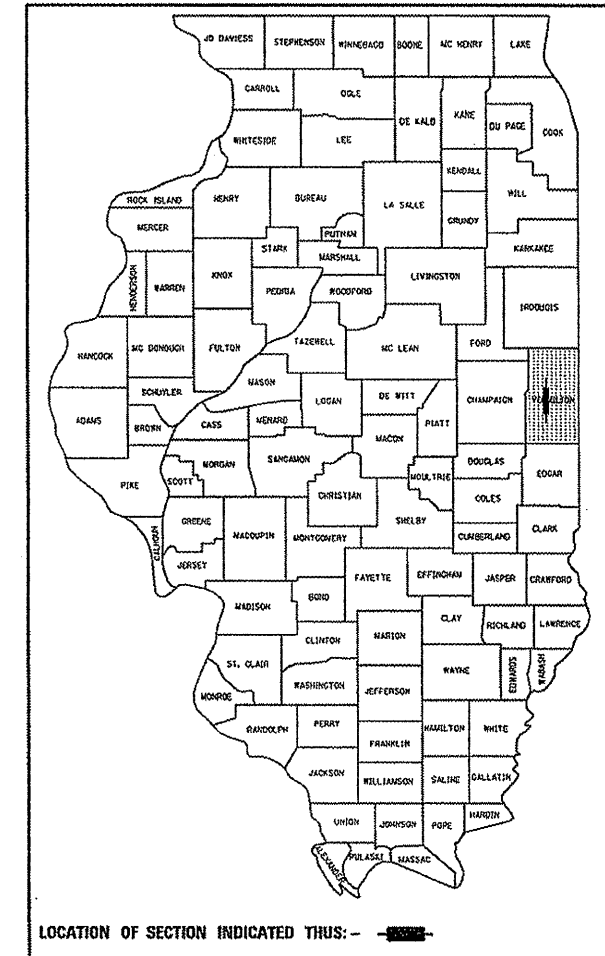 JO DAVIESS STEPHENSON WINNEBAGO BOONE MC HENRY LAKE
CARROLL OGLE DE KALB KANE DU PAGE COOK
WHITESIDE LEE KENDALL WILL
ROCK ISLAND HENRY BUREAU LA SALLE GRUNDY
MERCER STARK PUTNAM KANKAKEE
HENDERSON WARREN KNOX MARSHALL LIVINGSTON
PEORIA WOODFORD IROQUOIS
HANCOCK MC DONOUGH FULTON TAZEWELL MC LEAN FORD
MASON
SCHUYLER LOGAN DE WITT CHAMPAIGN
ADAMS BROWN CASS MENARD MACON PIATT
PIKE SCOTT MORGAN SANGAMON MOULTRIE DOUGLAS EDGAR
CHRISTIAN COLES
CALHOUN GREENE MACOUPIN MONTGOMERY SHELBY CUMBERLAND CLARK
JERSEY FAYETTE EFFINGHAM JASPER CRAWFORD
MADISON BOND
CLINTON MARION CLAY RICHLAND LAWRENCE
ST. CLAIR WAYNE EDWARDS WABASH
MONROE WASHINGTON JEFFERSON
RANDOLPH PERRY HAMILTON WHITE
FRANKLIN
JACKSON WILLIAMSON SALINE GALLATIN
UNION JOHNSON POPE HARDIN
ALEXANDER PULASKI MASSAC
LOCATION OF SECTION INDICATED THUS: -